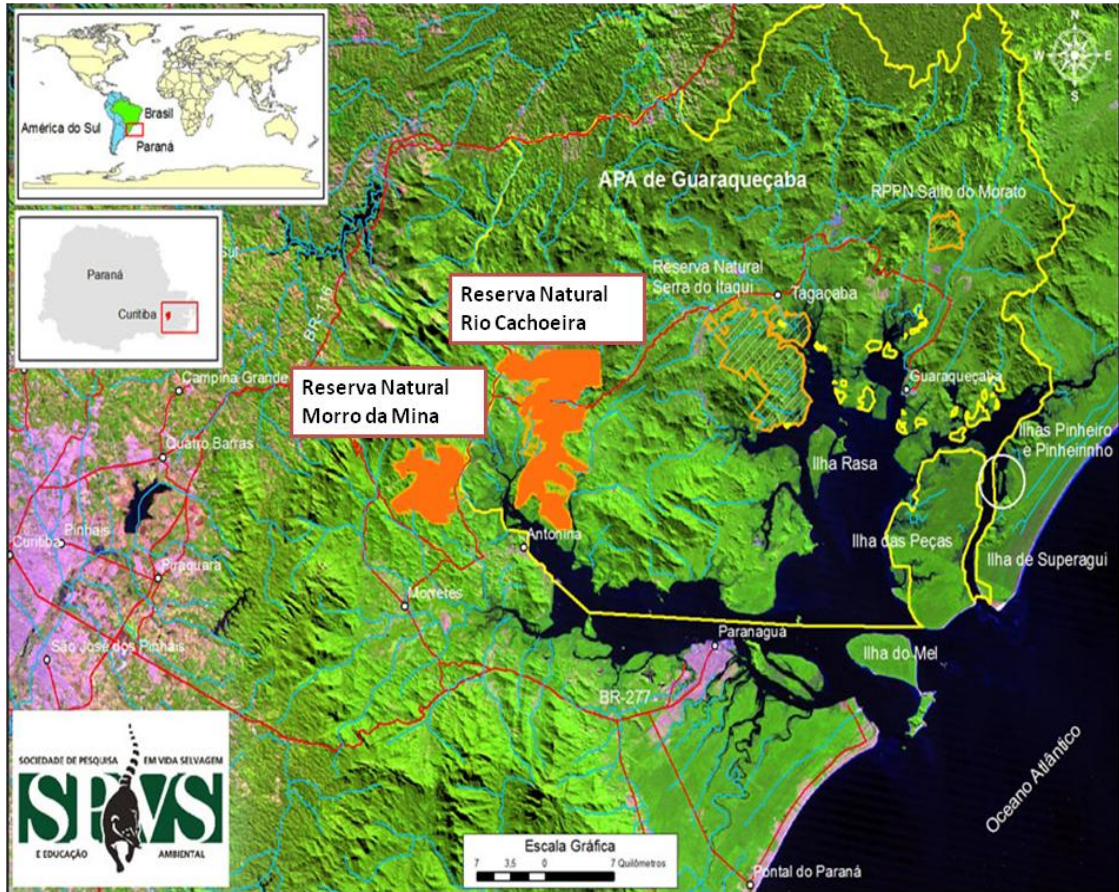 América do Sul
Brasil
Paraná
N
W
E
S
Paraná
Curitiba
Sul
BR-116
APA de Guaraqueçaba
RPPN Salto do Morato
Reserva Natural
Serra do Itaqui
Tagaçaba
Reserva Natural
Rio Cachoeira
Reserva Natural
Morro da Mina
Campina Grande
Quatro Barras
Guaraqueçaba
Ilhas Pinheiro
e Pinheirinho
Ilha Rasa
Curitiba
Pinhais
Piraquara
Antonina
Ilha das Peças
Ilha de Superagui
Morretes
São José dos Pinhais
Paranaguá
Ilha do Mel
BR-277
Oceano Atlântico
SOCIEDADE DE PESQUISA
EM VIDA SELVAGEM
SPVS
E EDUCAÇÃO
AMBIENTAL
Escala Gráfica
7 3,5 0 7 Quilômetros
Pontal do Paraná